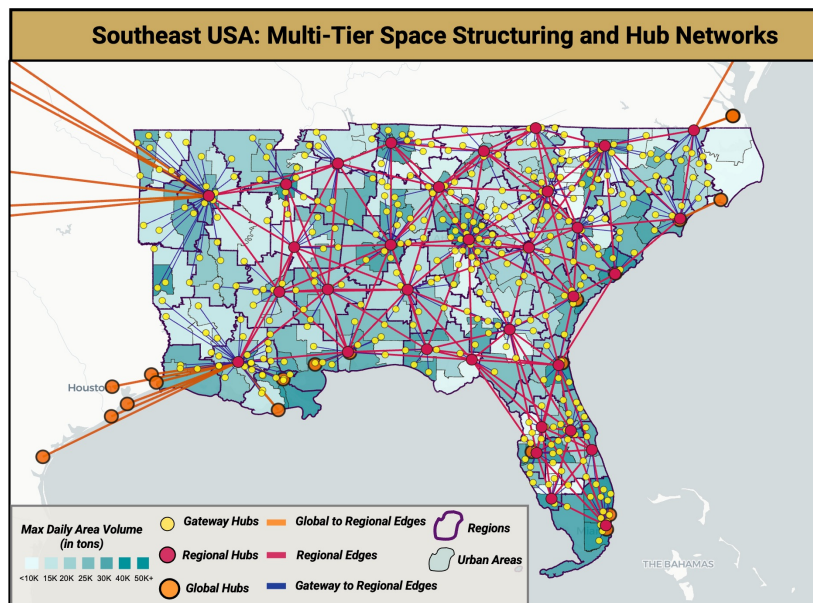 Southeast USA: Multi-Tier Space Structuring and Hub Networks
Housto
THE BAHAMAS
Max Daily Area Volume
(in tons)
<10K 15K 20K 25K 30K 40K 50K+
Gateway Hubs
Regional Hubs
Global Hubs
Global to Regional Edges
Regional Edges
Gateway to Regional Edges
Regions
Urban Areas